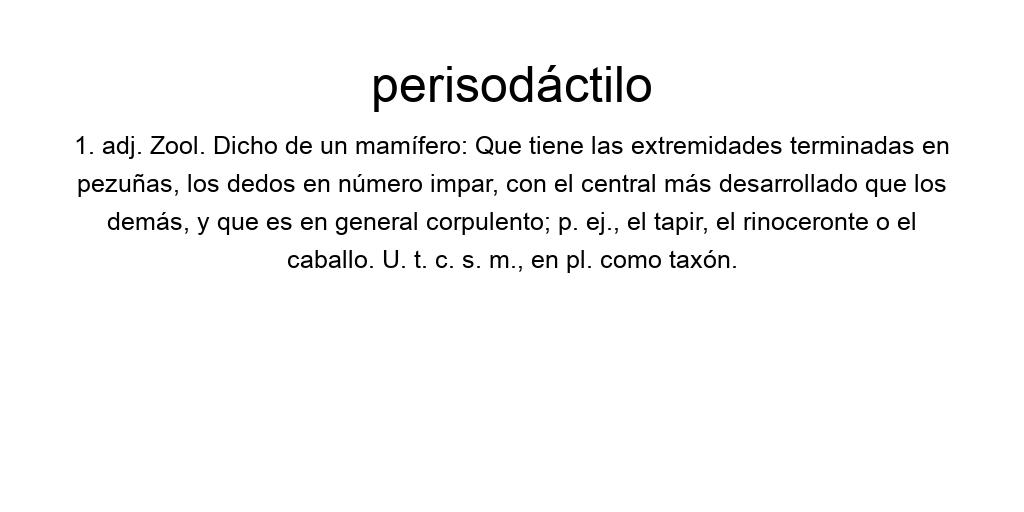 perisodáctilo
1. adj. Zool. Dicho de un mamífero: Que tiene las extremidades terminadas en
pezuñas, los dedos en número impar, con el central más desarrollado que los
demás, y que es en general corpulento; p. ej., el tapir, el rinoceronte o el
caballo. U. t. c. s. m., en pl. como taxón.